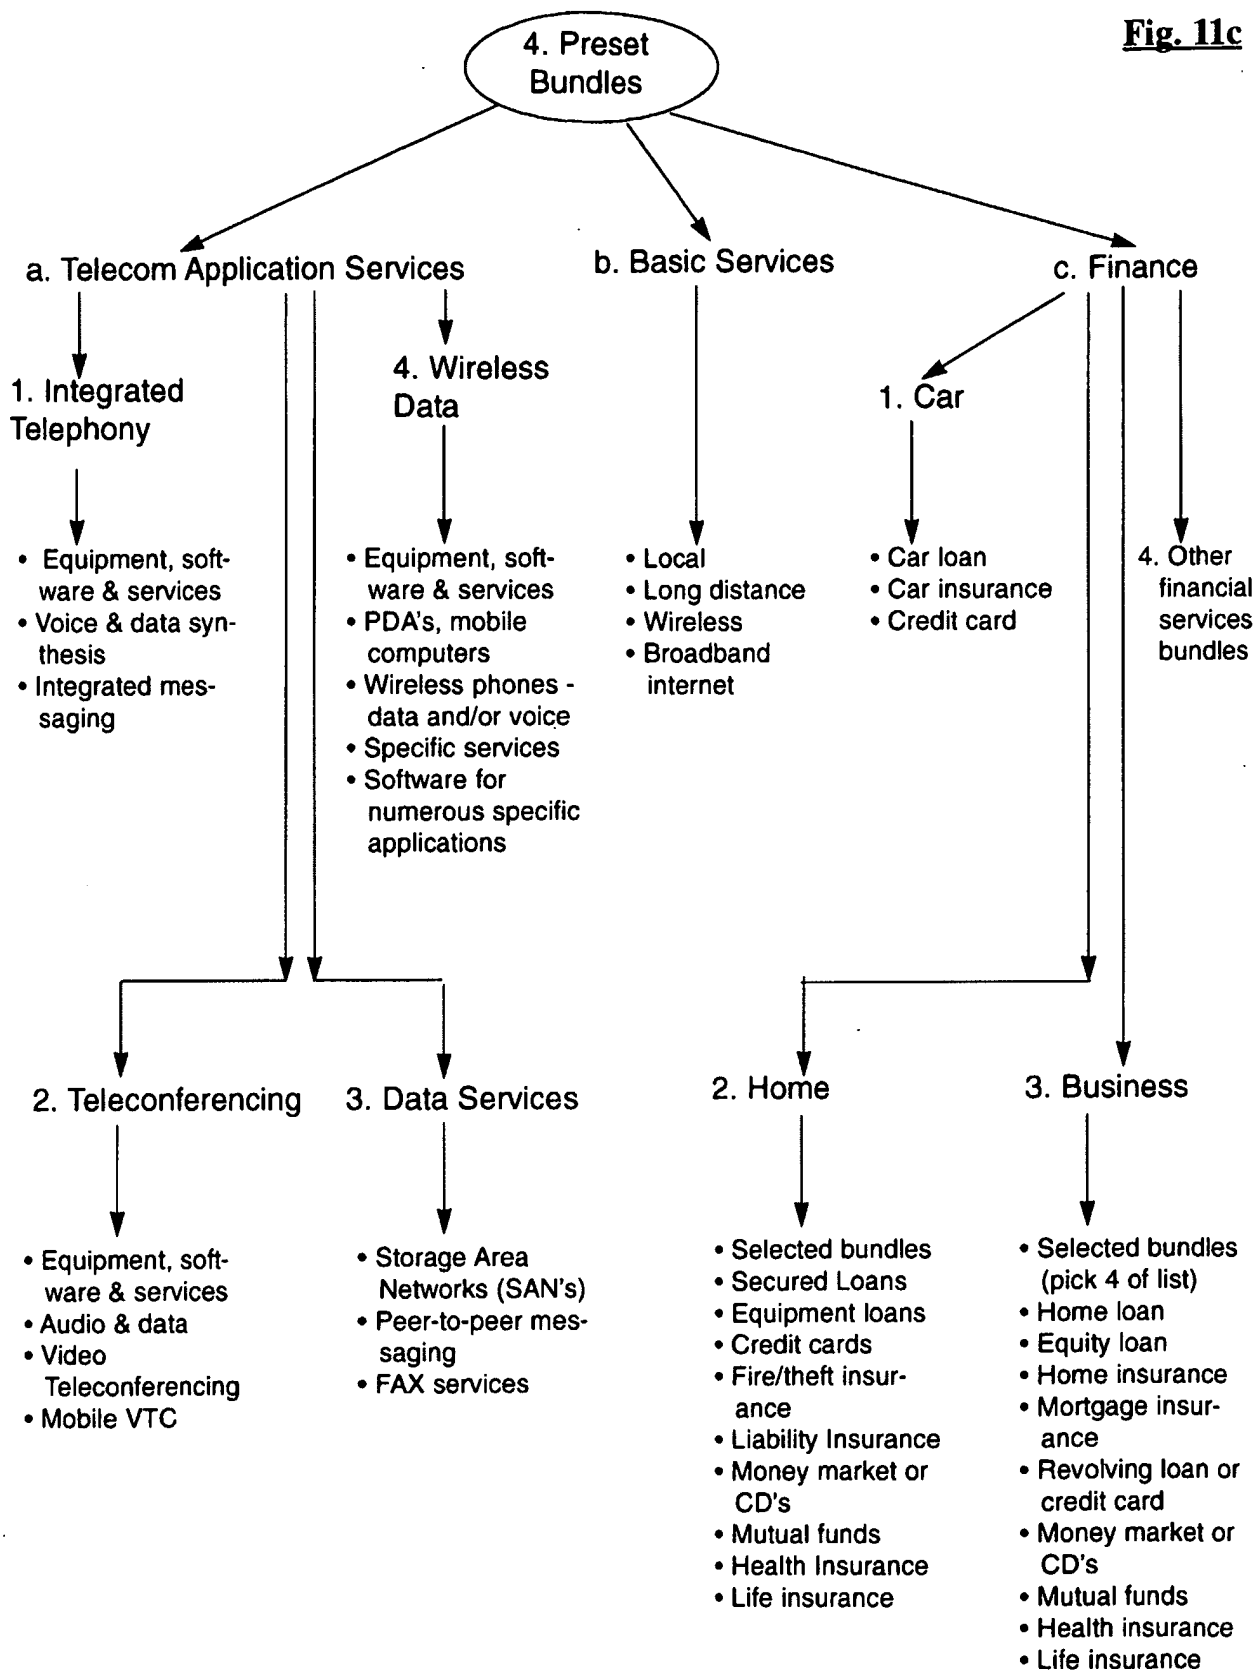 Fig. 11c
4. Preset
Bundles
a. Telecom Application Services
b. Basic Services
c. Finance
1. Integrated
Telephony
4. Wireless
Data
1. Car
• Equipment, soft-
ware & services
• Voice & data syn-
thesis
• Integrated mes-
saging
• Equipment, soft-
ware & services
• PDA's, mobile
computers
• Wireless phones -
data and/or voice
• Specific services
• Software for
numerous specific
applications
• Local
• Long distance
• Wireless
• Broadband
internet
• Car loan
• Car insurance
• Credit card
4. Other
financial
services
bundles
2. Teleconferencing
3. Data Services
2. Home
3. Business
• Equipment, soft-
ware & services
• Audio & data
• Video
Teleconferencing
• Mobile VTC
• Storage Area
Networks (SAN's)
• Peer-to-peer mes-
saging
• FAX services
• Selected bundles
• Secured Loans
• Equipment loans
• Credit cards
• Fire/theft insur-
ance
• Liability Insurance
• Money market or
CD's
• Mutual funds
• Health Insurance
• Life insurance
• Selected bundles
(pick 4 of list)
• Home loan
• Equity loan
• Home insurance
• Mortgage insur-
ance
• Revolving loan or
credit card
• Money market or
CD's
• Mutual funds
• Health insurance
• Life insurance